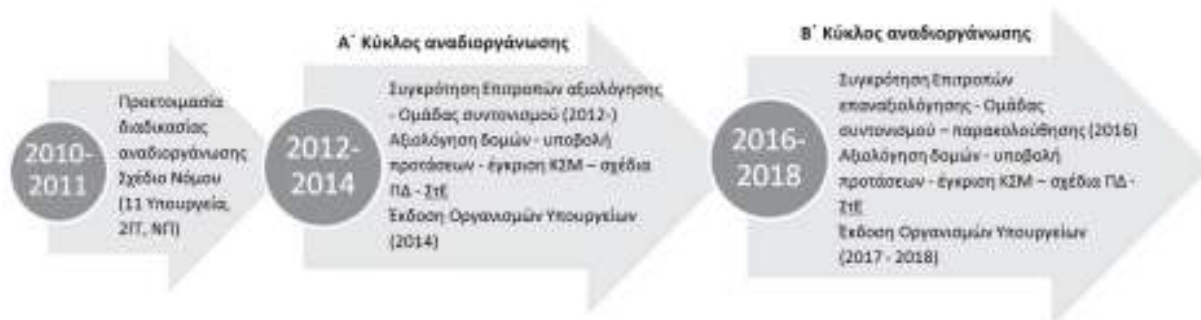 2010-
2011
Προετοιμασία
διαδικασίας
αναδιοργάνωσης
Σχέδιο Νόμου
(11 Υπουργεία,
2ΓΓ, ΝΠ)
Α΄ Κύκλος αναδιοργάνωσης
2012-
2014
Συγκρότηση Επιτροπών αξιολόγησης
- Ομάδας συντονισμού (2012-)
Αξιολόγηση δομών - υποβολή
προτάσεων - έγκριση ΚΣΜ – σχέδια
ΠΔ - ΣτΕ
Έκδοση Οργανισμών Υπουργείων
(2014)
Β΄ Κύκλος αναδιοργάνωσης
2016-
2018
Συγκρότηση Επιτροπών
επαναξιολόγησης - Ομάδας
συντονισμού – παρακολούθησης (2016)
Αξιολόγηση δομών - υποβολή
προτάσεων - έγκριση ΚΣΜ – σχέδια ΠΔ -
ΣτΕ
Έκδοση Οργανισμών Υπουργείων
(2017 - 2018)